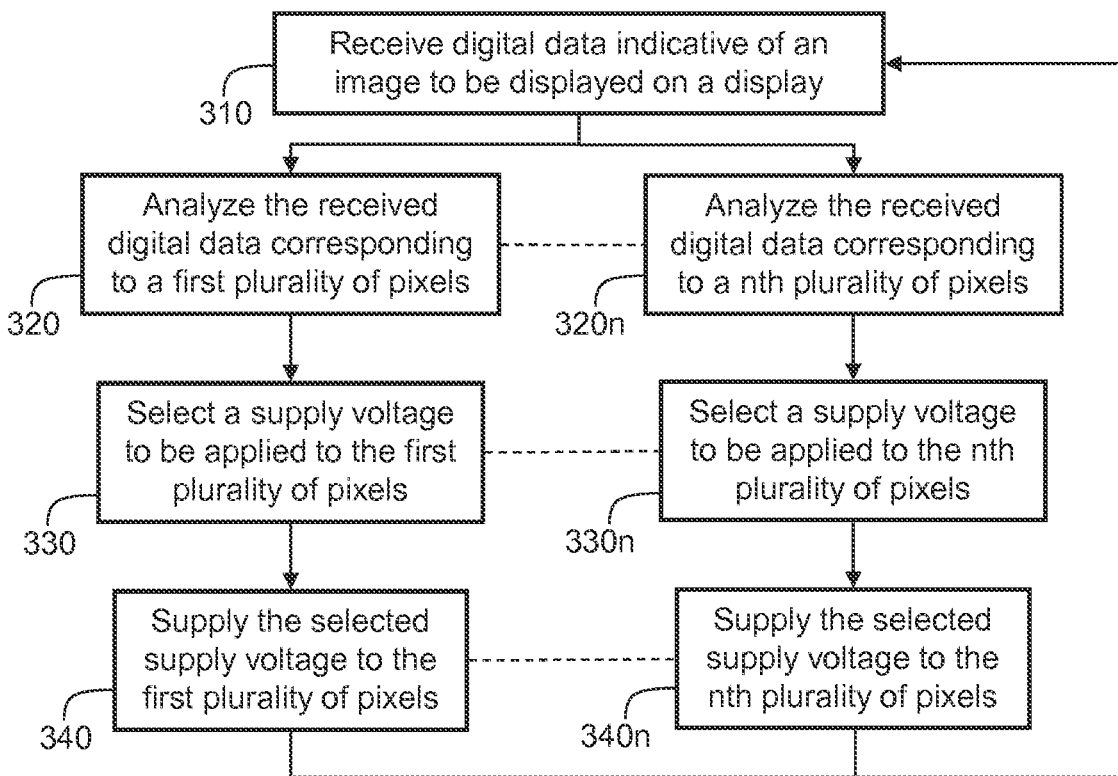 Receive digital data indicative of an
image to be displayed on a display
310
Analyze the received
digital data corresponding
to a first plurality of pixels
320
Analyze the received
digital data corresponding
to a nth plurality of pixels
320n
Select a supply voltage
to be applied to the first
plurality of pixels
330
Select a supply voltage
to be applied to the nth
plurality of pixels
330n
Supply the selected
supply voltage to the
first plurality of pixels
340
Supply the selected
supply voltage to the
nth plurality of pixels
340n